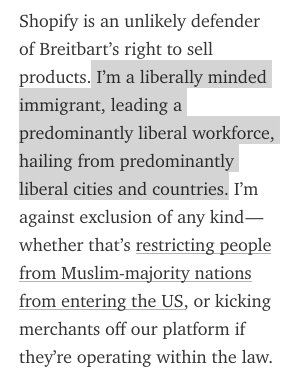 Shopify is an unlikely defender
of Breitbart’s right to sell
products. I’m a liberally minded
immigrant, leading a
predominantly liberal workforce,
hailing from predominantly
liberal cities and countries. I’m
against exclusion of any kind—
whether that’s restricting people
from Muslim-majority nations
from entering the US, or kicking
merchants off our platform if
they’re operating within the law.